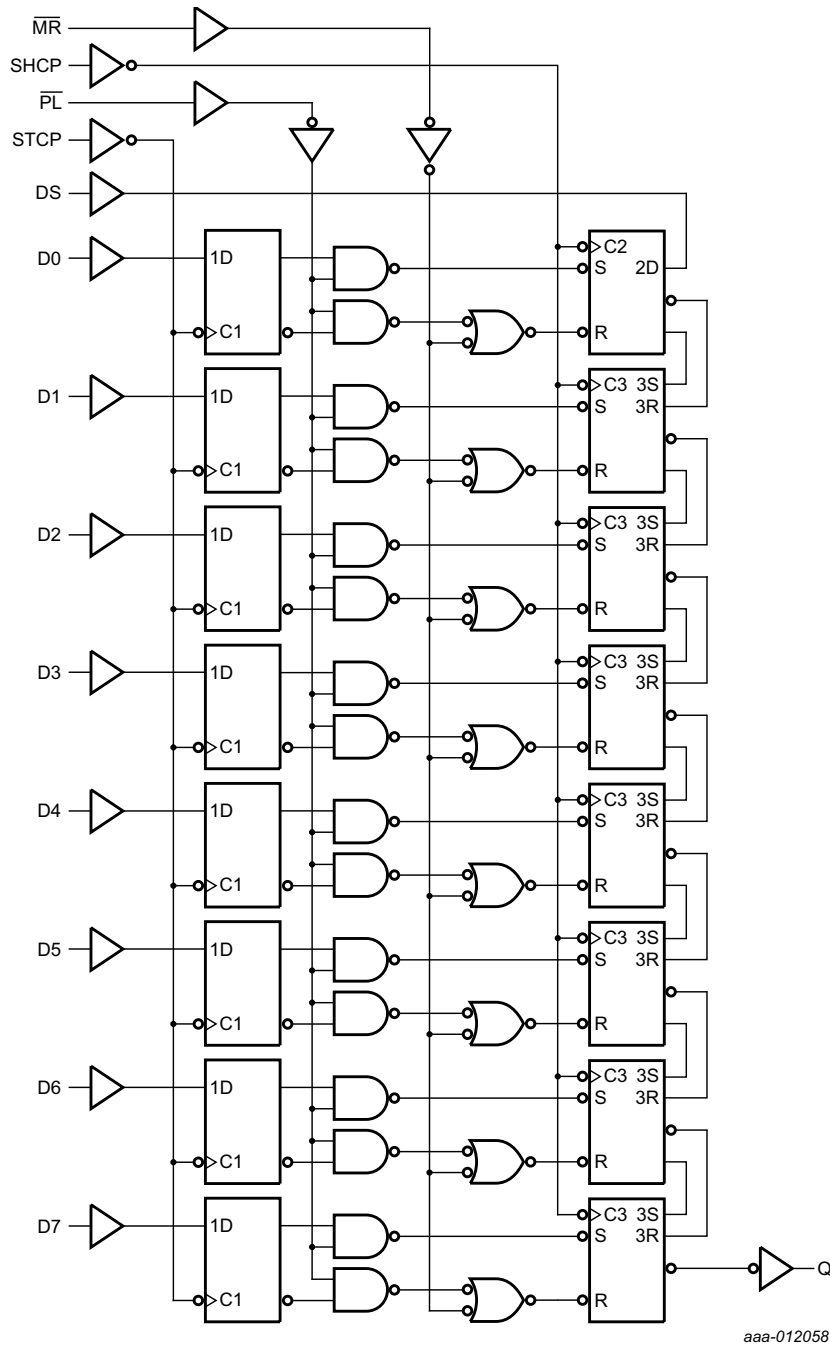 M̅R̅
SHCP
P̅L̅
STCP
DS
D0
1D
C1
C2
S 2D
R
D1
1D
C1
C3 3S
S 3R
R
D2
1D
C1
C3 3S
S 3R
R
D3
1D
C1
C3 3S
S 3R
R
D4
1D
C1
C3 3S
S 3R
R
D5
1D
C1
C3 3S
S 3R
R
D6
1D
C1
C3 3S
S 3R
R
D7
1D
C1
C3 3S
S 3R
R
Q
aaa-012058